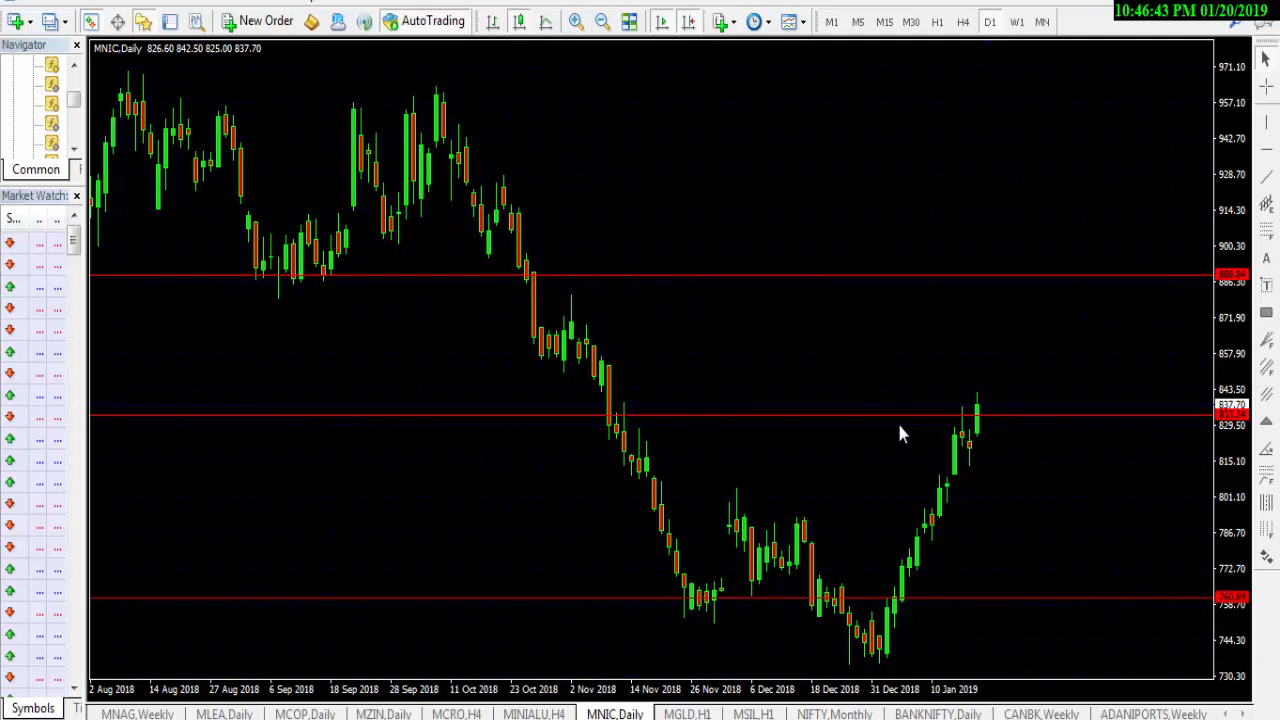 10:46:43 PM 01/20/2019
New Order
AutoTrading
M1 M5 M15 M30 H1 H4 D1 W1 MN
Navigator
Common
Market Watch:
S...
Symbols
MNIC,Daily 826.60 842.50 825.00 837.70
971.10
957.10
942.70
928.70
914.30
900.30
888.84
886.30
871.90
857.90
843.50
837.70
829.50
815.10
801.10
786.70
772.70
760.89
758.70
744.30
730.30
2 Aug 2018 14 Aug 2018 27 Aug 2018 18 Sep 2018 28 Sep 2018 11 Oct 2018 23 Oct 2018 2 Nov 2018 14 Nov 2018 26 Nov 2018 6 Dec 2018 18 Dec 2018 31 Dec 2018 10 Jan 2019
MNAG,Weekly MLEA,Daily MCOP,Daily MZIN,Daily MCRO,H4 MINIALU,H4 MNIC,Daily MGLD,H1 MSIL,H1 NIFTY,Monthly BANKNIFTY,Daily CANBK,Weekly ADANIPORTS,Weekly